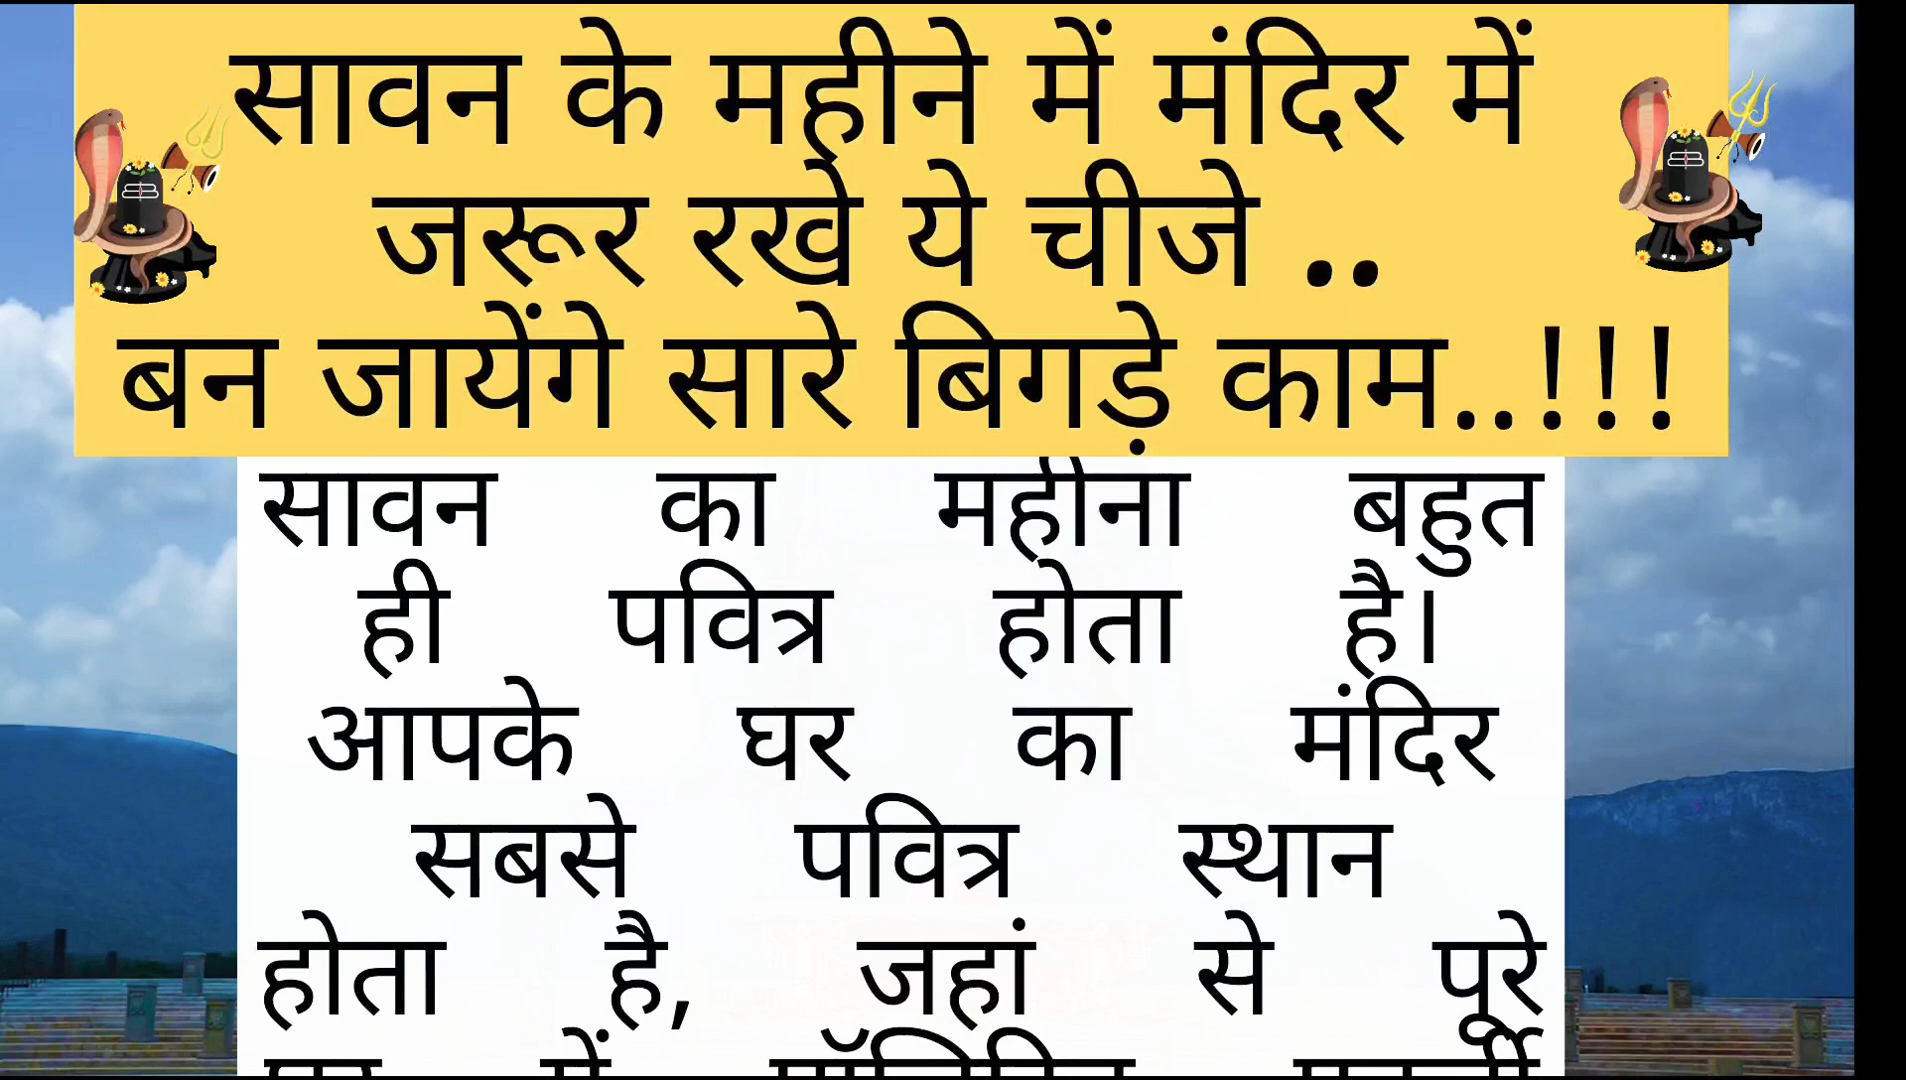 सावन के महीने में मंदिर में
जरूर रखे ये चीजे ..
बन जायेंगे सारे बिगड़े काम..!!!
सावन का महीना बहुत
ही पवित्र होता है।
आपके घर का मंदिर
सबसे पवित्र स्थान
होता है, जहां से पूरे